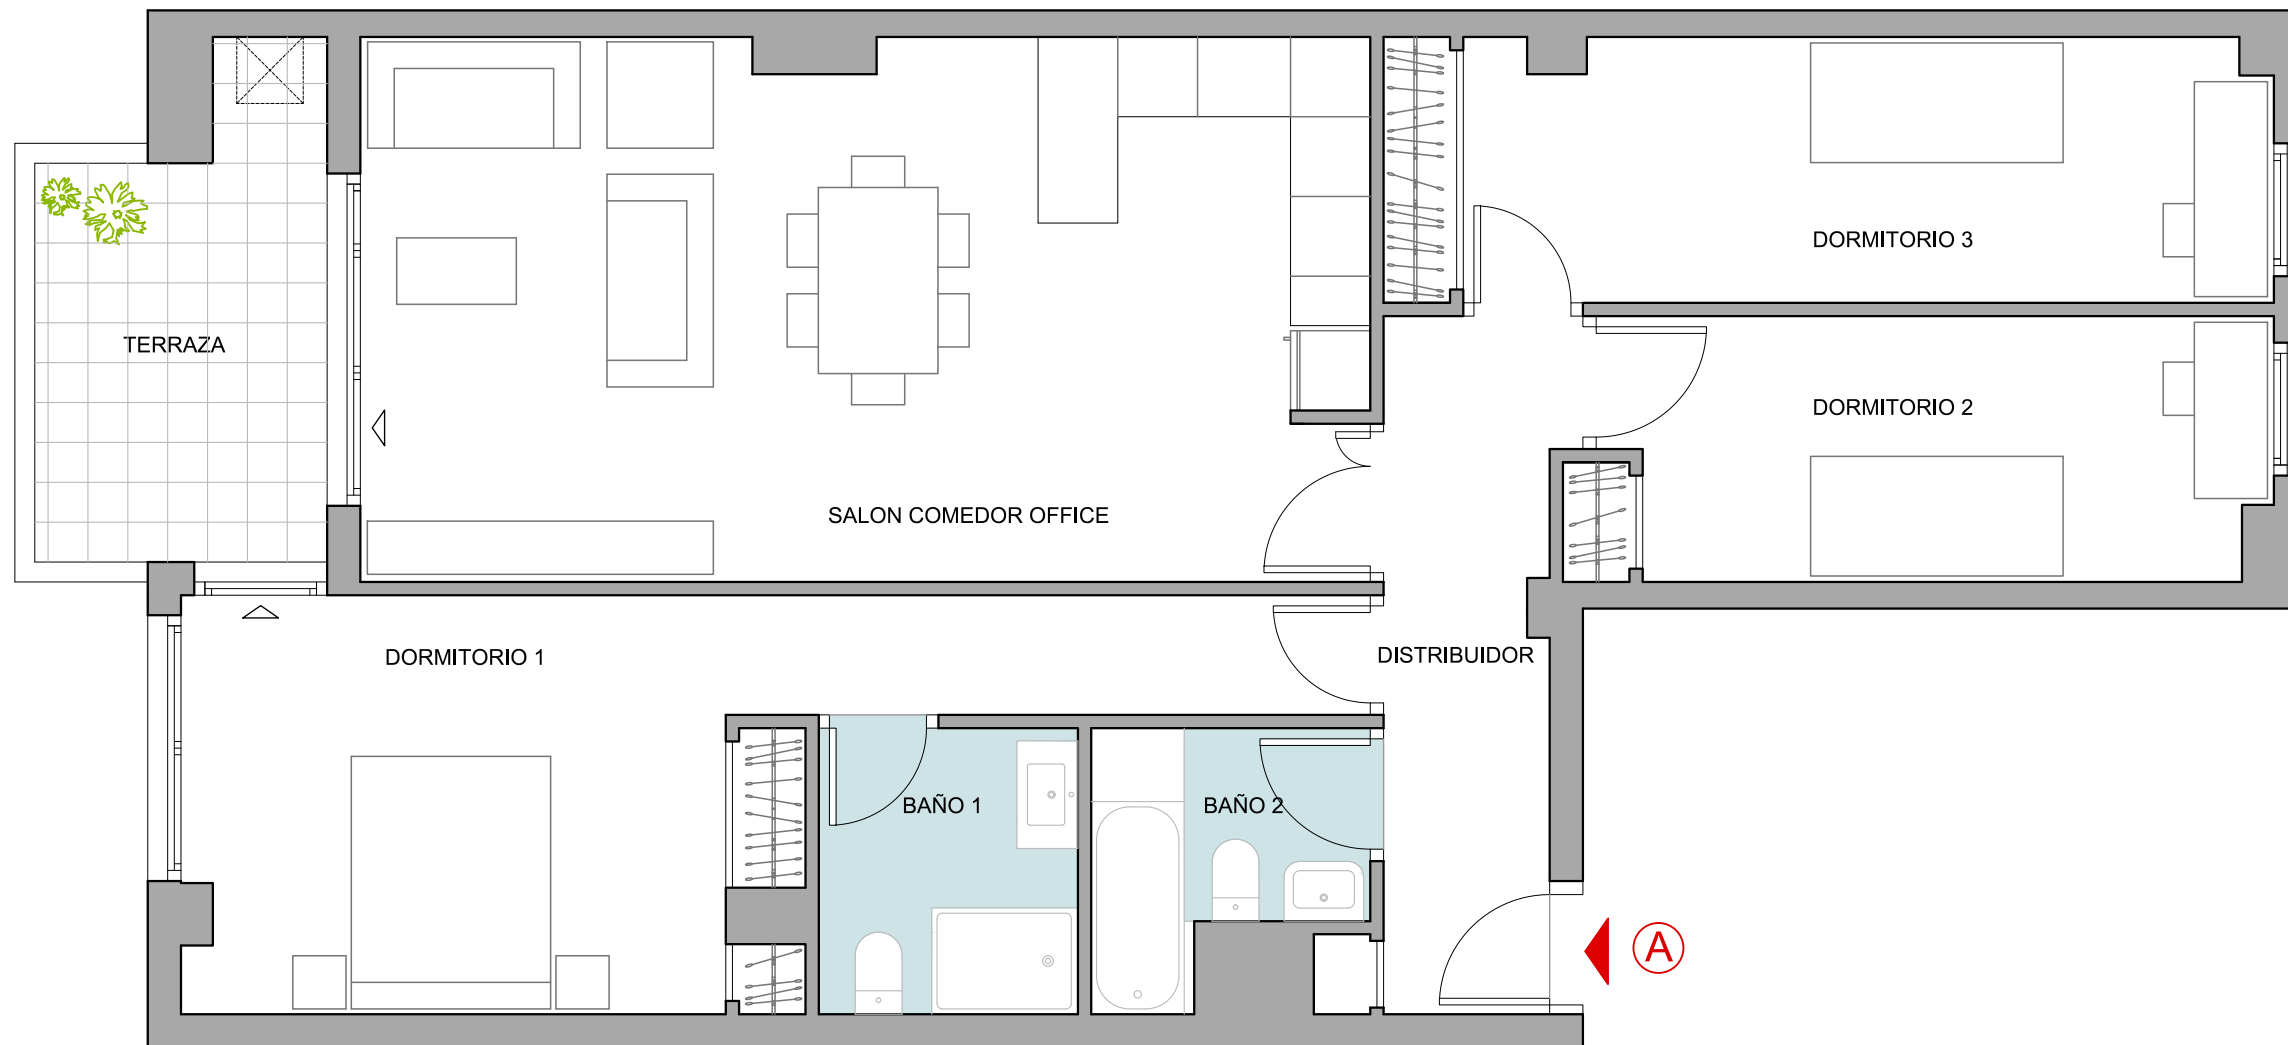 DORMITORIO 3
TERRAZA
DORMITORIO 2
SALON COMEDOR OFFICE
DORMITORIO 1
DISTRIBUIDOR
BAÑO 1
BAÑO 2
A